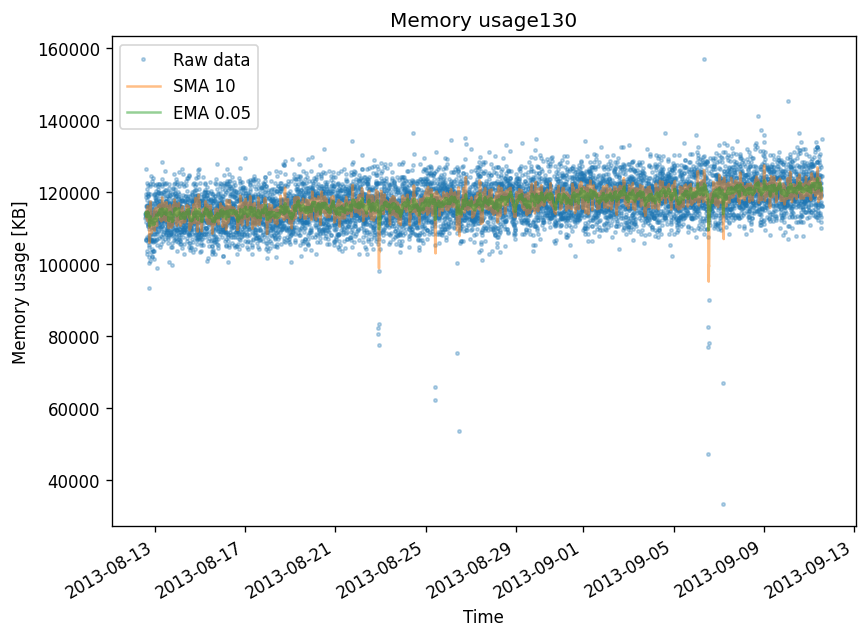 Memory usage130
160000
140000
120000
100000
80000
60000
40000
Memory usage [KB]
Raw data
SMA 10
EMA 0.05
2013-08-13
2013-08-17
2013-08-21
2013-08-25
2013-08-29
2013-09-01
2013-09-05
2013-09-09
2013-09-13
Time